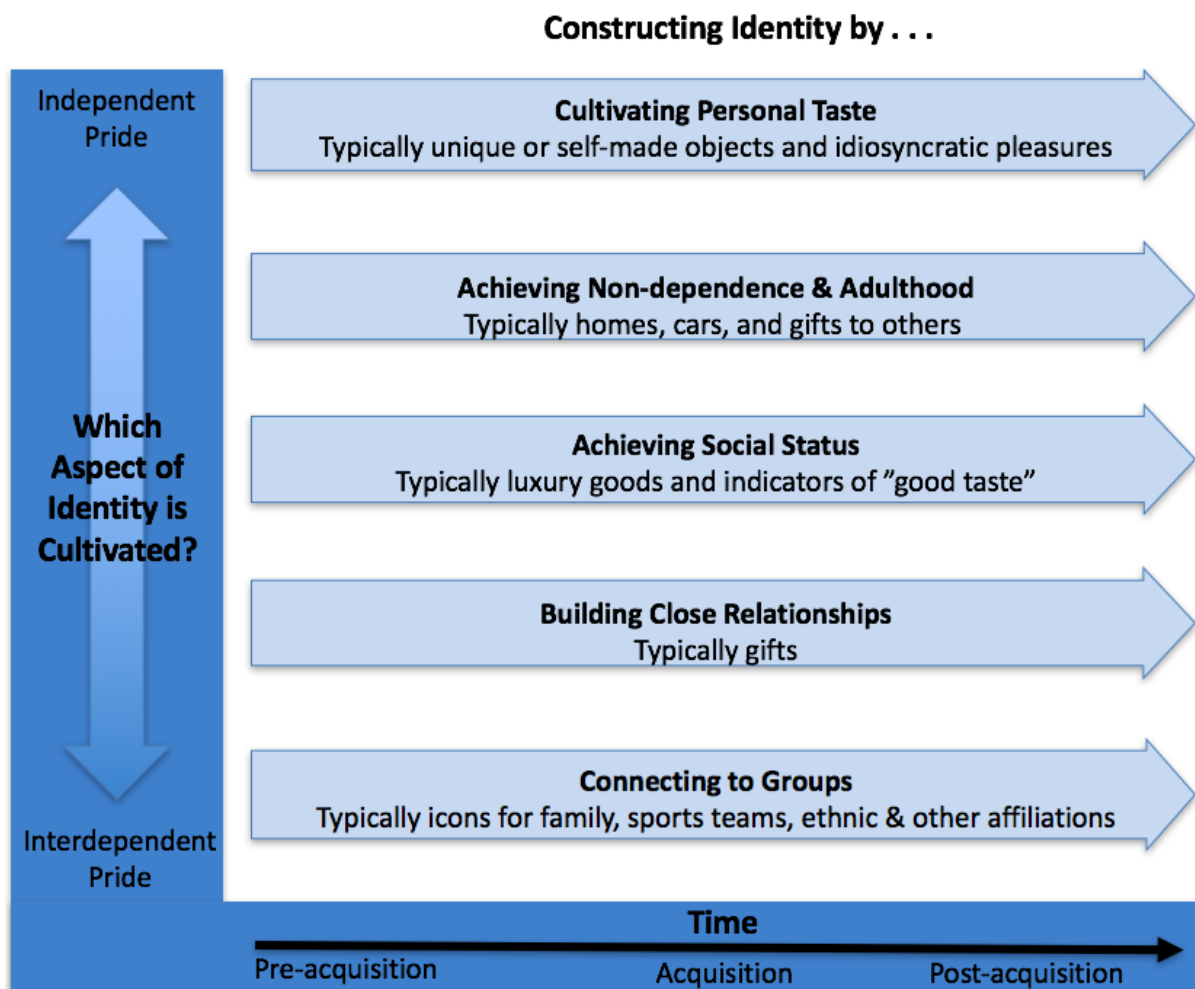 Constructing Identity by . . .
Independent
Pride
Cultivating Personal Taste
Typically unique or self-made objects and idiosyncratic pleasures
Achieving Non-dependence & Adulthood
Typically homes, cars, and gifts to others
Which
Aspect of
Identity is
Cultivated?
Achieving Social Status
Typically luxury goods and indicators of ”good taste”
Building Close Relationships
Typically gifts
Connecting to Groups
Typically icons for family, sports teams, ethnic & other affiliations
Interdependent
Pride
Time
Pre-acquisition Acquisition Post-acquisition